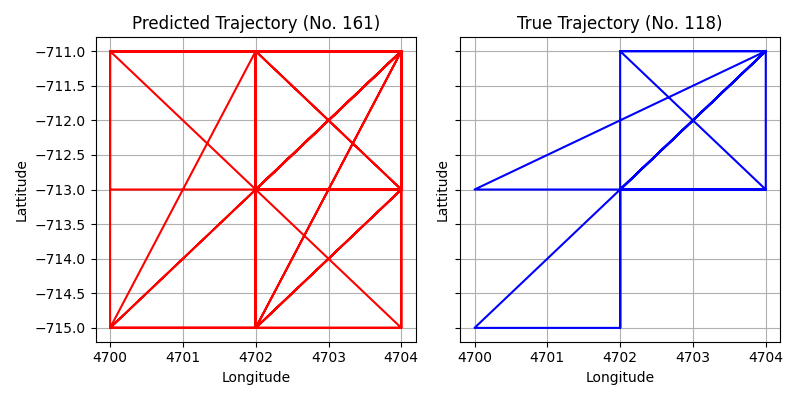 Predicted Trajectory (No. 161)
Lattitude
−711.0
−711.5
−712.0
−712.5
−713.0
−713.5
−714.0
−714.5
−715.0
4700 4701 4702 4703 4704
Longitude
True Trajectory (No. 118)
Lattitude
4700 4701 4702 4703 4704
Longitude